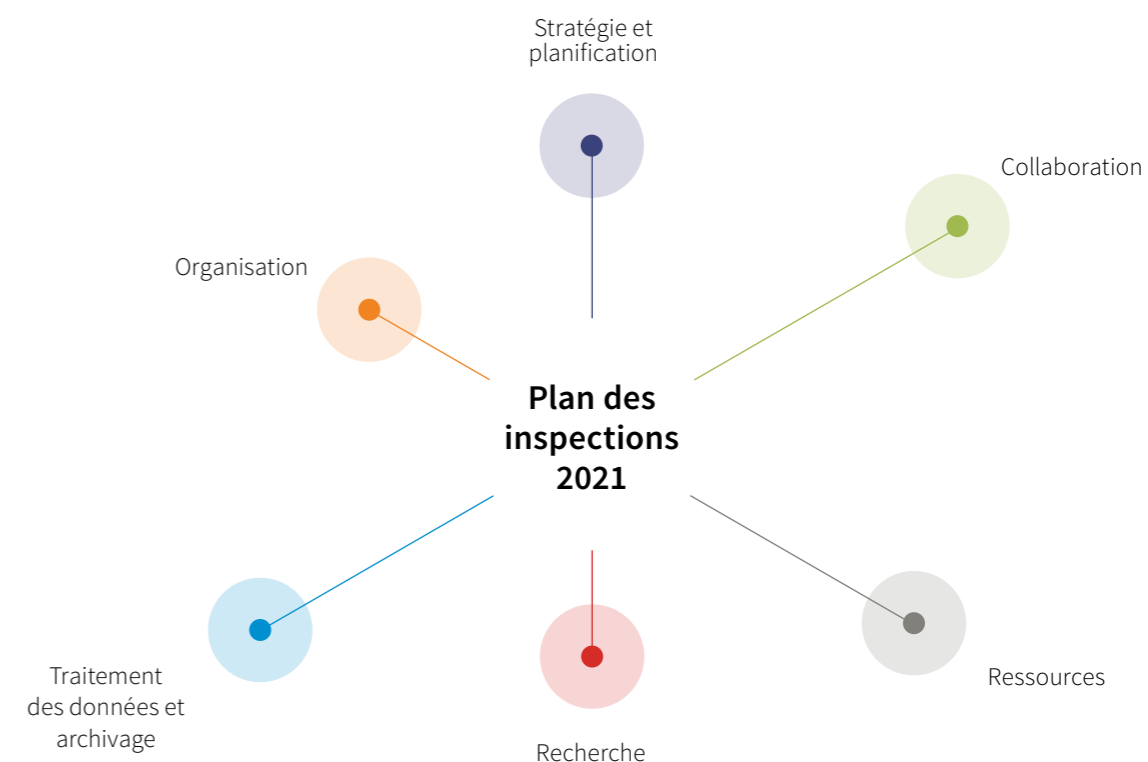 Stratégie et
planification
Collaboration
Organisation
Plan des
inspections
2021
Traitement
des données et
archivage
Recherche
Ressources